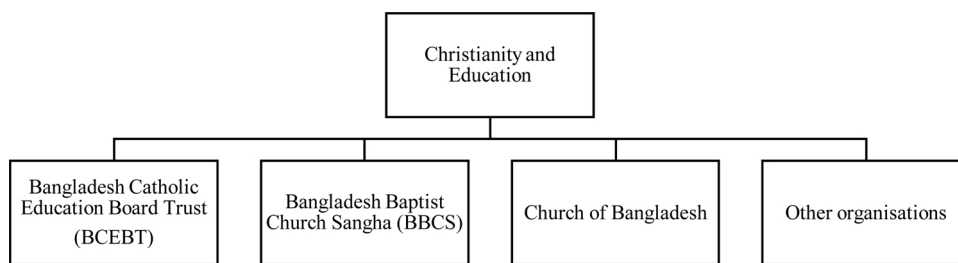 Christianity and
Education
Bangladesh Catholic
Education Board Trust
(BCEBT)
Bangladesh Baptist
Church Sangha (BBCS)
Church of Bangladesh
Other organisations